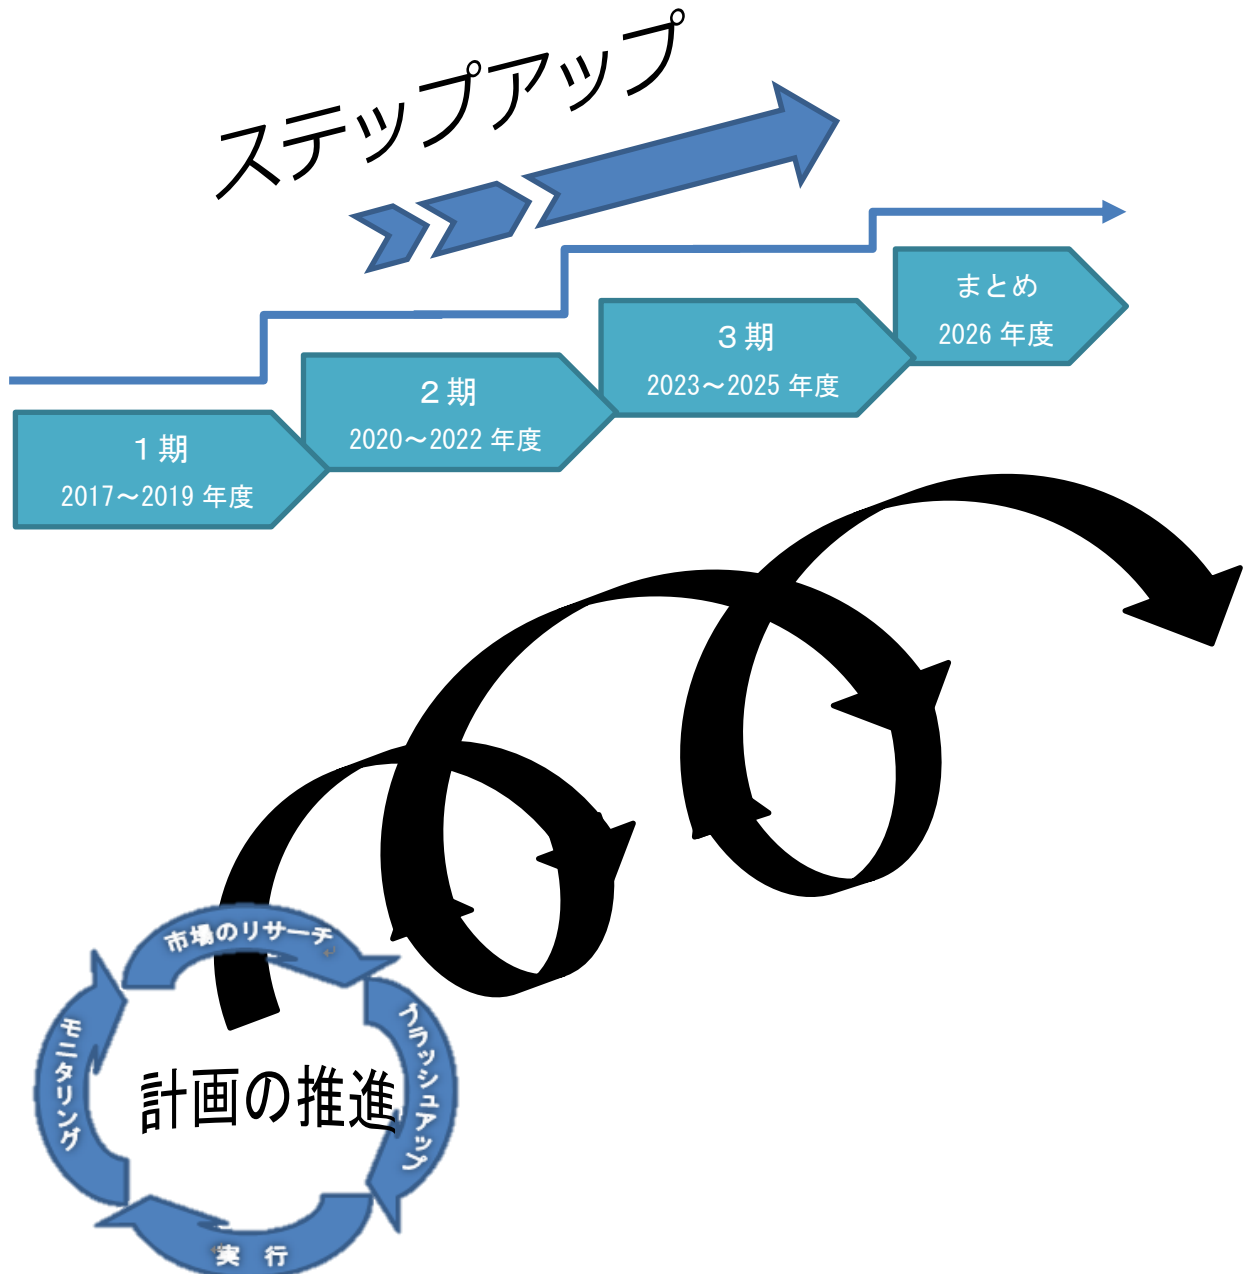 ステップアップ
まとめ
2026 年度
３期
2023～2025 年度
２期
2020～2022 年度
１期
2017～2019 年度
市場のリサーチ
ブラッシュアップ
実　行
モニタリング
計画の推進